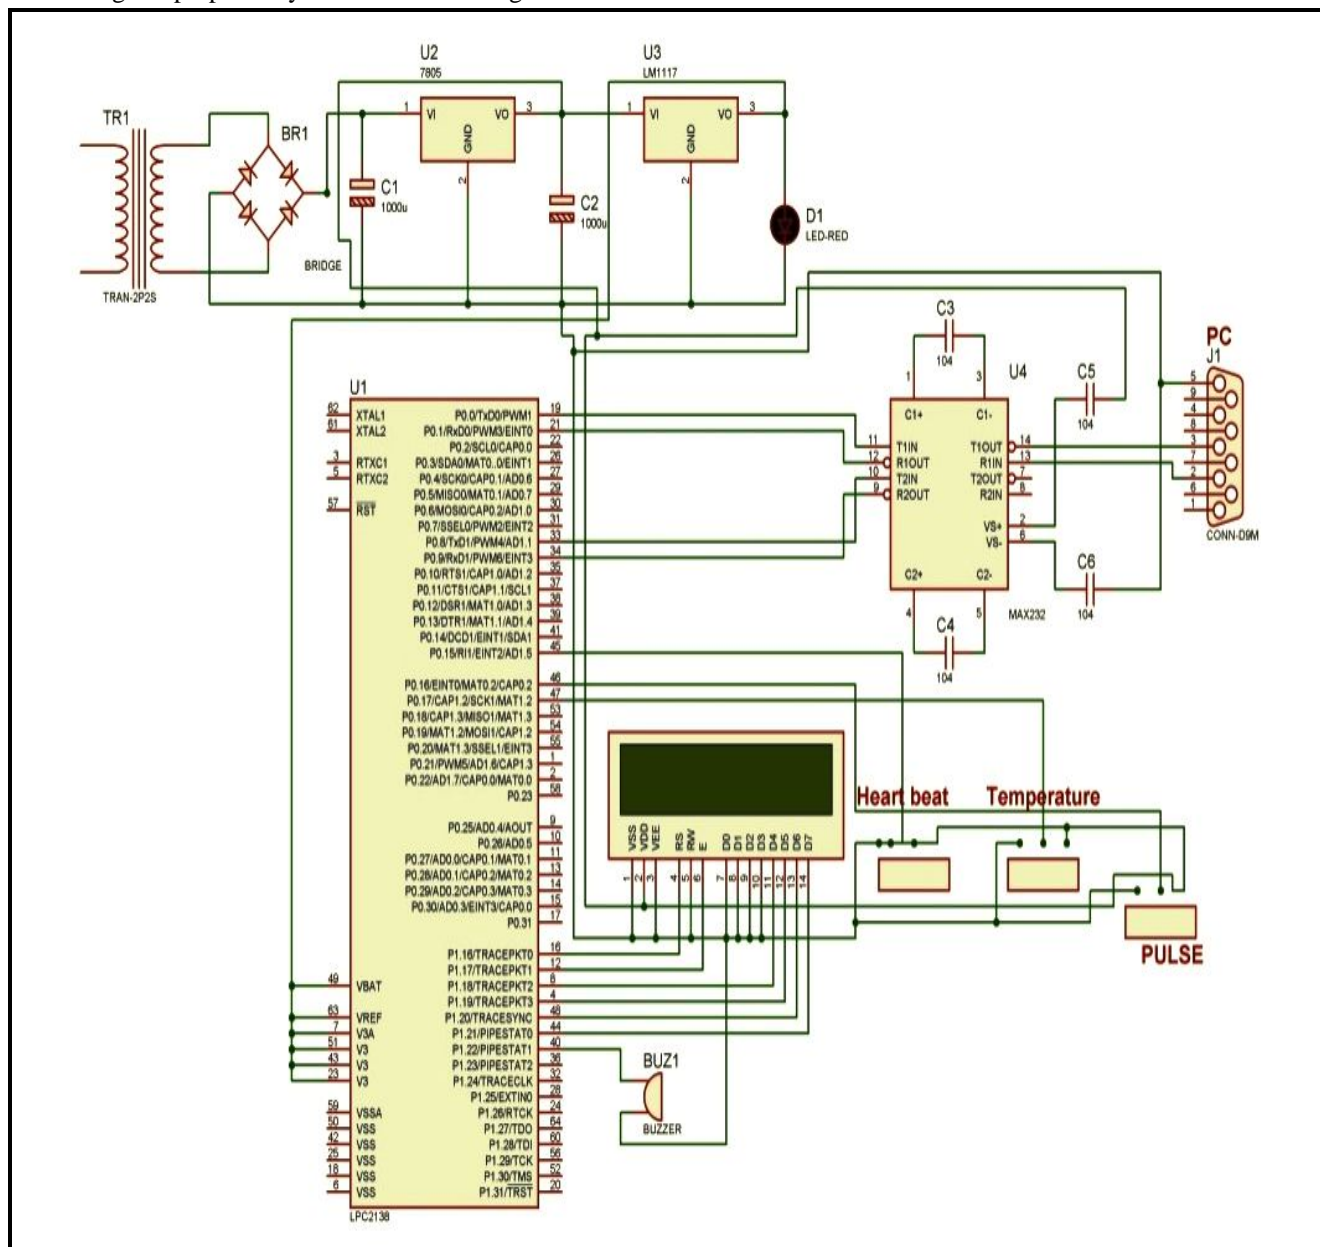 U2
7805
U3
LM1117
TR1
BR1
1 VI VO 3
GND
2
1 VI VO 3
GND
2
C1
1000u
C2
1000u
D1
LED-RED
BRIDGE
TRAN-2P2S
C3
104
1 3
U4
C5
104
PC
J1
5
9
4
8
3
7
2
6
1
CONN-D9M
C1+ C1-
11 T1IN T1OUT 14
12 R1OUT R1IN 13
10 T2IN T2OUT 7
9 R2OUT R2IN 8
VS+ 2
VS- 6
C2+ C2-
4 5
MAX232
C4
104
C6
104
U1
62 XTAL1
61 XTAL2
3 RTXC1
5 RTXC2
57 RST
P0.0/TxD0/PWM1 19
P0.1/RxD0/PWM3/EINT0 21
P0.2/SCL0/CAP0.0 22
P0.3/SDA0/MAT0..0/EINT1 26
P0.4/SCK0/CAP0.1/AD0.6 27
P0.5/MISO0/MAT0.1/AD0.7 29
P0.6/MOSI0/CAP0.2/AD1.0 30
P0.7/SSEL0/PWM2/EINT2 31
P0.8/TxD1/PWM4/AD1.1 33
P0.9/RxD1/PWM6/EINT3 34
P0.10/RTS1/CAP1.0/AD1.2 35
P0.11/CTS1/CAP1.1/SCL1 37
P0.12/DSR1/MAT1.0/AD1.3 38
P0.13/DTR1/MAT1.1/AD1.4 39
P0.14/DCD1/EINT1/SDA1 41
P0.15/RI1/EINT2/AD1.5 45
P0.16/EINT0/MAT0.2/CAP0.2 46
P0.17/CAP1.2/SCK1/MAT1.2 47
P0.18/CAP1.3/MISO1/MAT1.3 53
P0.19/MAT1.2/MOSI1/CAP1.2 54
P0.20/MAT1.3/SSEL1/EINT3 55
P0.21/PWM5/AD1.6/CAP1.3 1
P0.22/AD1.7/CAP0.0/MAT0.0 2
P0.23 58
P0.25/AD0.4/AOUT 9
P0.26/AD0.5 10
P0.27/AD0.0/CAP0.1/MAT0.1 11
P0.28/AD0.1/CAP0.2/MAT0.2 13
P0.29/AD0.2/CAP0.3/MAT0.3 14
P0.30/AD0.3/EINT3/CAP0.0 15
P0.31 17
P1.16/TRACEPKT0 16
P1.17/TRACEPKT1 12
P1.18/TRACEPKT2 8
P1.19/TRACEPKT3 4
P1.20/TRACESYNC 48
P1.21/PIPESTAT0 44
P1.22/PIPESTAT1 40
P1.23/PIPESTAT2 36
P1.24/TRACECLK 32
P1.25/EXTIN0 28
P1.26/RTCK 24
P1.27/TDO 64
P1.28/TDI 60
P1.29/TCK 56
P1.30/TMS 52
P1.31/TRST 20
49 VBAT
63 VREF
7 V3A
51 V3
43 V3
23 V3
59 VSSA
50 VSS
42 VSS
25 VSS
18 VSS
6 VSS
LPC2138
VSS VDD VEE RS RW E D0 D1 D2 D3 D4 D5 D6 D7
1 2 3 4 5 6 7 8 9 10 11 12 13 14
Heart beat
Temperature
PULSE
BUZ1
BUZZER